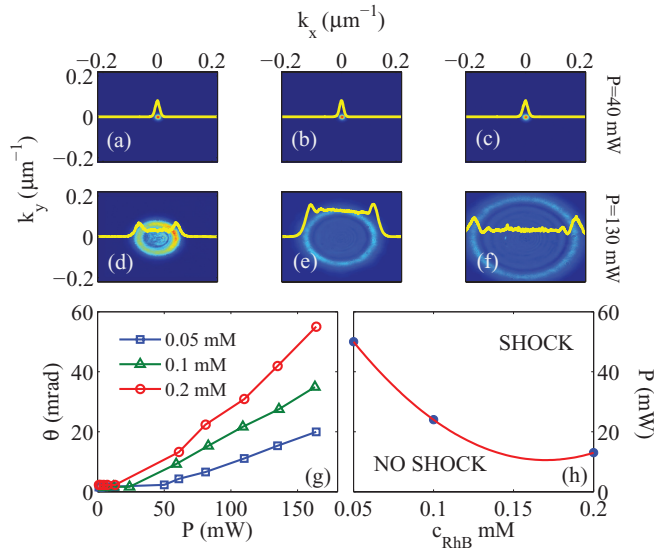 k_x (μm⁻¹)
−0.2 0 0.2 −0.2 0 0.2 −0.2 0 0.2
0.2
0
−0.2
(a) (b) (c)
P=40 mW
k_y (μm⁻¹)
0.2
0
−0.2
(d) (e) (f)
P=130 mW
60
40
20
0
θ (mrad)
0.05 mM
0.1 mM
0.2 mM
(g)
0 50 100 150
P (mW)
SHOCK
NO SHOCK
(h)
60
40
20
0
P (mW)
0.05 0.1 0.15 0.2
c_RhB mM